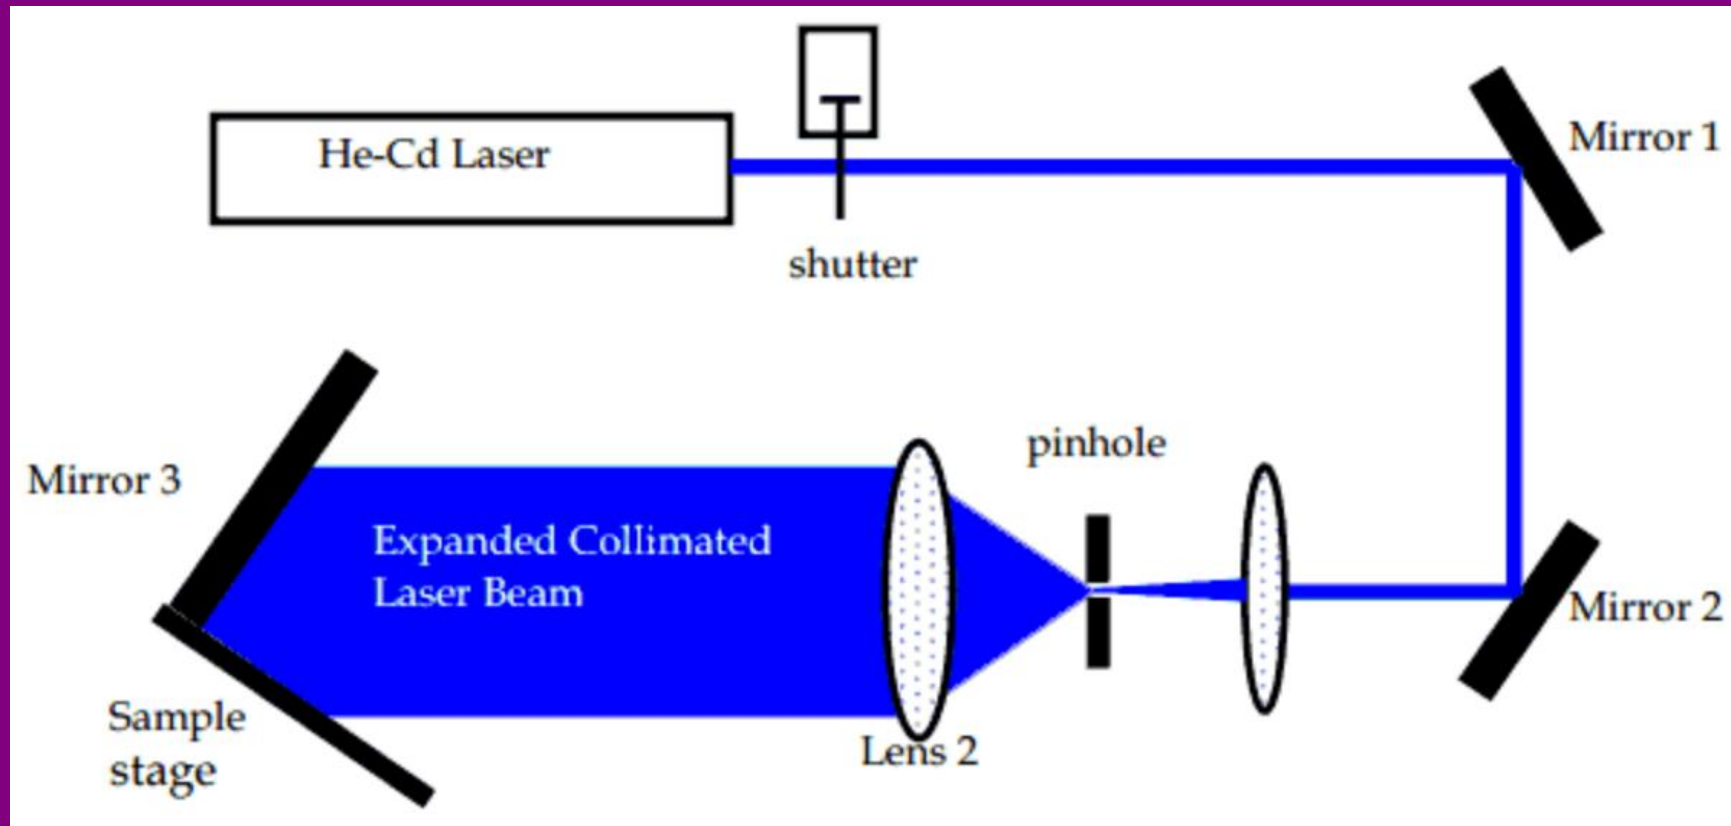 He-Cd Laser
Mirror 1
shutter
pinhole
Mirror 3
Expanded Collimated
Laser Beam
Mirror 2
Sample
stage
Lens 2